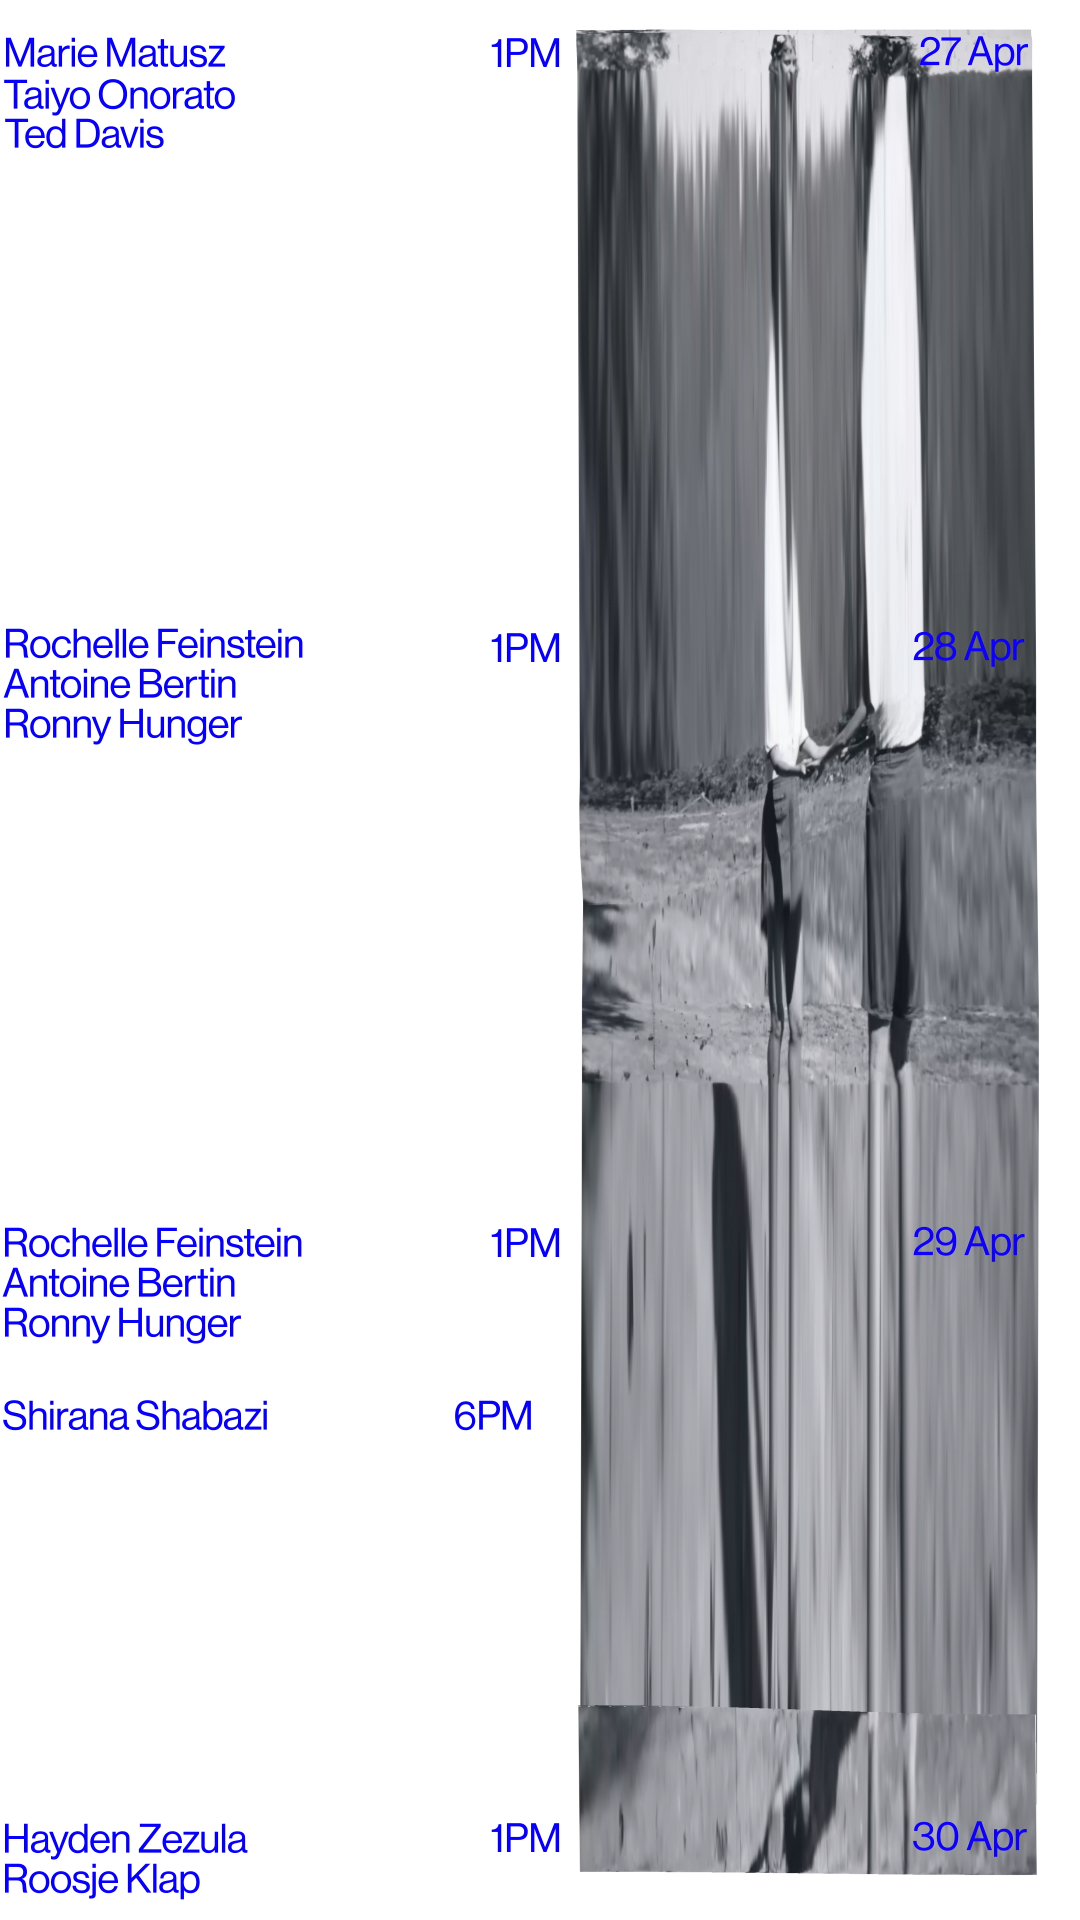 Marie Matusz 1PM 27 Apr
Taiyo Onorato
Ted Davis
Rochelle Feinstein 1PM 28 Apr
Antoine Bertin
Ronny Hunger
Rochelle Feinstein 1PM 29 Apr
Antoine Bertin
Ronny Hunger
Shirana Shabazi 6PM
Hayden Zezula 1PM 30 Apr
Roosje Klap